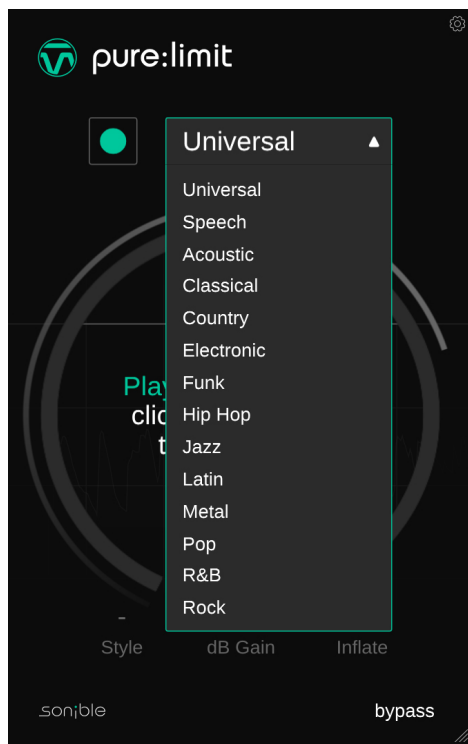 pure:limit
Universal
Universal
Speech
Acoustic
Classical
Country
Electronic
Funk
Hip Hop
Jazz
Latin
Metal
Pop
R&B
Rock
-
Style
dB Gain
Inflate
sonible
bypass